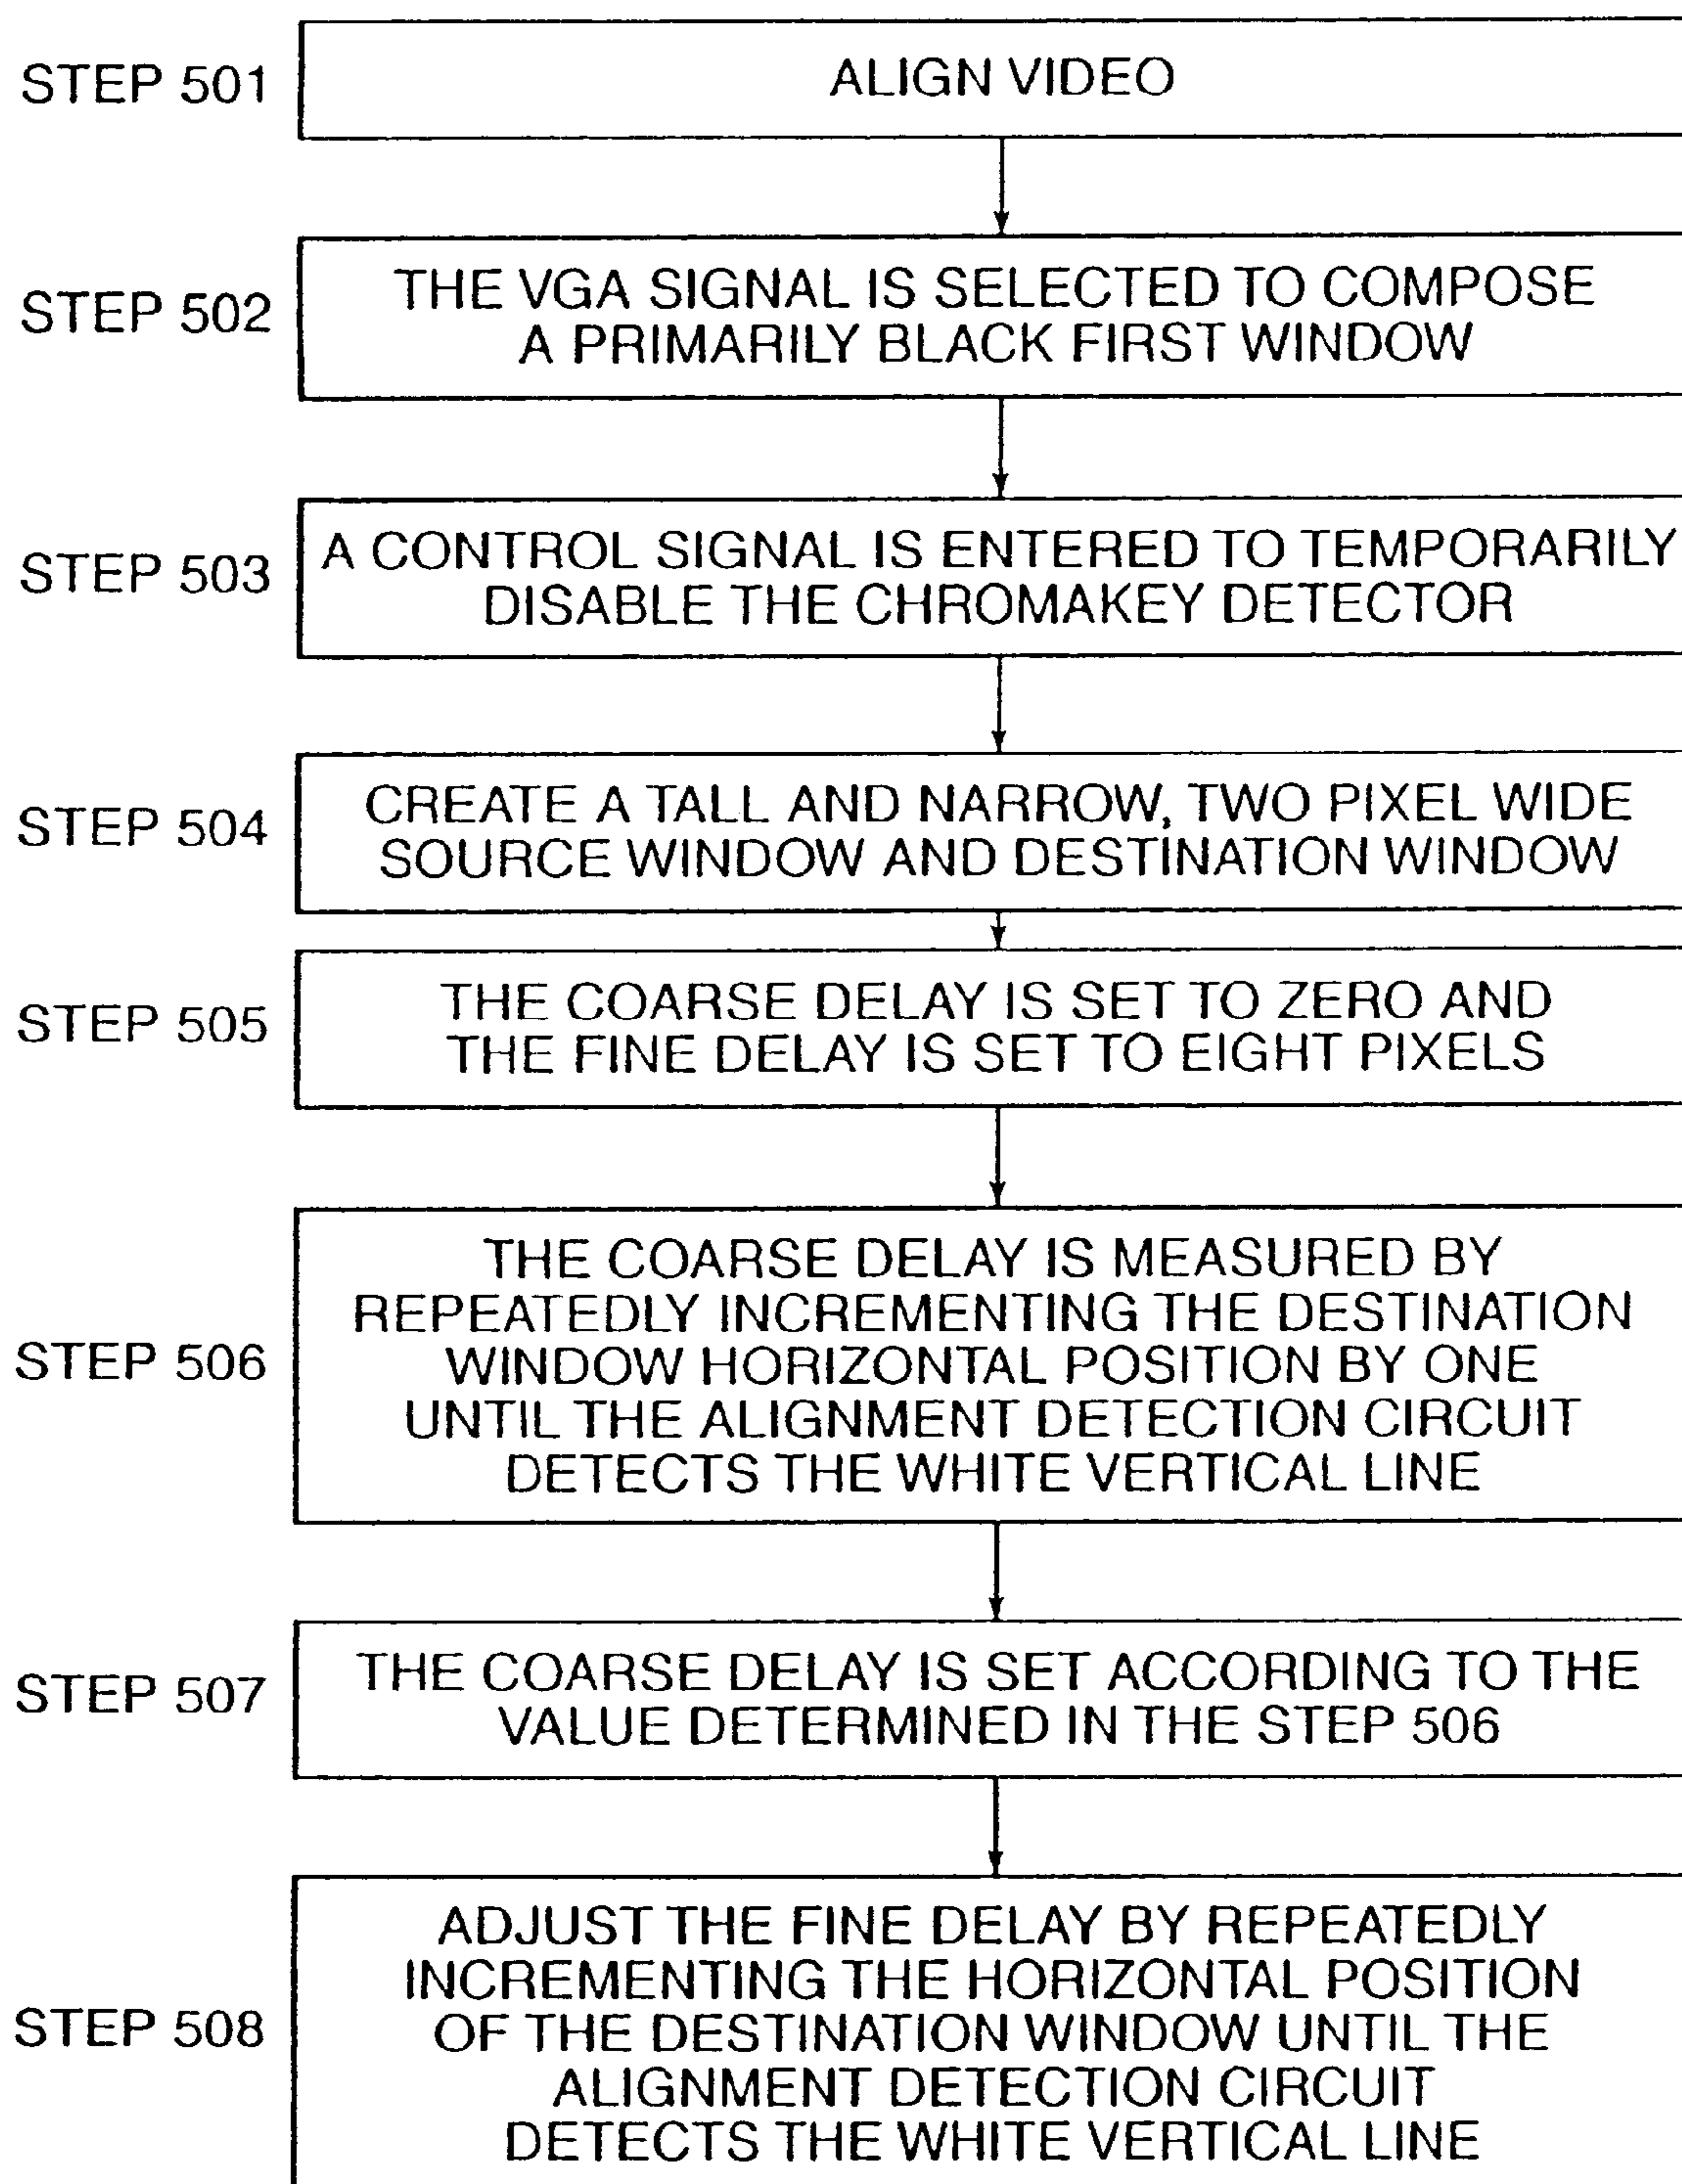 STEP 501
ALIGN VIDEO
STEP 502
THE VGA SIGNAL IS SELECTED TO COMPOSE
A PRIMARILY BLACK FIRST WINDOW
STEP 503
A CONTROL SIGNAL IS ENTERED TO TEMPORARILY
DISABLE THE CHROMAKEY DETECTOR
STEP 504
CREATE A TALL AND NARROW, TWO PIXEL WIDE
SOURCE WINDOW AND DESTINATION WINDOW
STEP 505
THE COARSE DELAY IS SET TO ZERO AND
THE FINE DELAY IS SET TO EIGHT PIXELS
STEP 506
THE COARSE DELAY IS MEASURED BY
REPEATEDLY INCREMENTING THE DESTINATION
WINDOW HORIZONTAL POSITION BY ONE
UNTIL THE ALIGNMENT DETECTION CIRCUIT
DETECTS THE WHITE VERTICAL LINE
STEP 507
THE COARSE DELAY IS SET ACCORDING TO THE
VALUE DETERMINED IN THE STEP 506
STEP 508
ADJUST THE FINE DELAY BY REPEATEDLY
INCREMENTING THE HORIZONTAL POSITION
OF THE DESTINATION WINDOW UNTIL THE
ALIGNMENT DETECTION CIRCUIT
DETECTS THE WHITE VERTICAL LINE